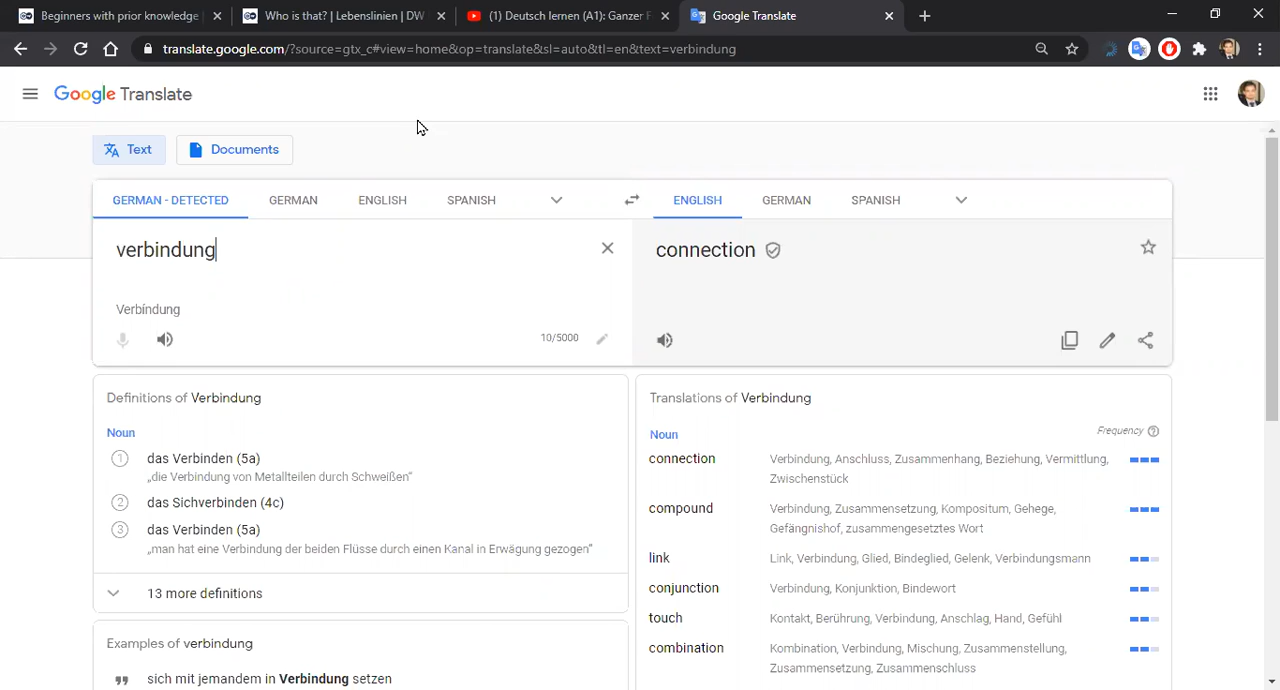 Beginners with prior knowledge
Who is that? | Lebenslinien | DW
(1) Deutsch lernen (A1): Ganzer F
Google Translate
translate.google.com/?source=gtx_c#view=home&op=translate&sl=auto&tl=en&text=verbindung
Google Translate
Text
Documents
GERMAN - DETECTED
GERMAN
ENGLISH
SPANISH
ENGLISH
GERMAN
SPANISH
verbindung
connection
Verbíndung
10/5000
Definitions of Verbindung
Noun
1 das Verbinden (5a)
„die Verbindung von Metallteilen durch Schweißen“
2 das Sichverbinden (4c)
3 das Verbinden (5a)
„man hat eine Verbindung der beiden Flüsse durch einen Kanal in Erwägung gezogen“
13 more definitions
Examples of verbindung
sich mit jemandem in Verbindung setzen
Translations of Verbindung
Noun
Frequency
connection
Verbindung, Anschluss, Zusammenhang, Beziehung, Vermittlung,
Zwischenstück
compound
Verbindung, Zusammensetzung, Kompositum, Gehege,
Gefängnishof, zusammengesetztes Wort
link
Link, Verbindung, Glied, Bindeglied, Gelenk, Verbindungsmann
conjunction
Verbindung, Konjunktion, Bindewort
touch
Kontakt, Berührung, Verbindung, Anschlag, Hand, Gefühl
combination
Kombination, Verbindung, Mischung, Zusammenstellung,
Zusammensetzung, Zusammenschluss